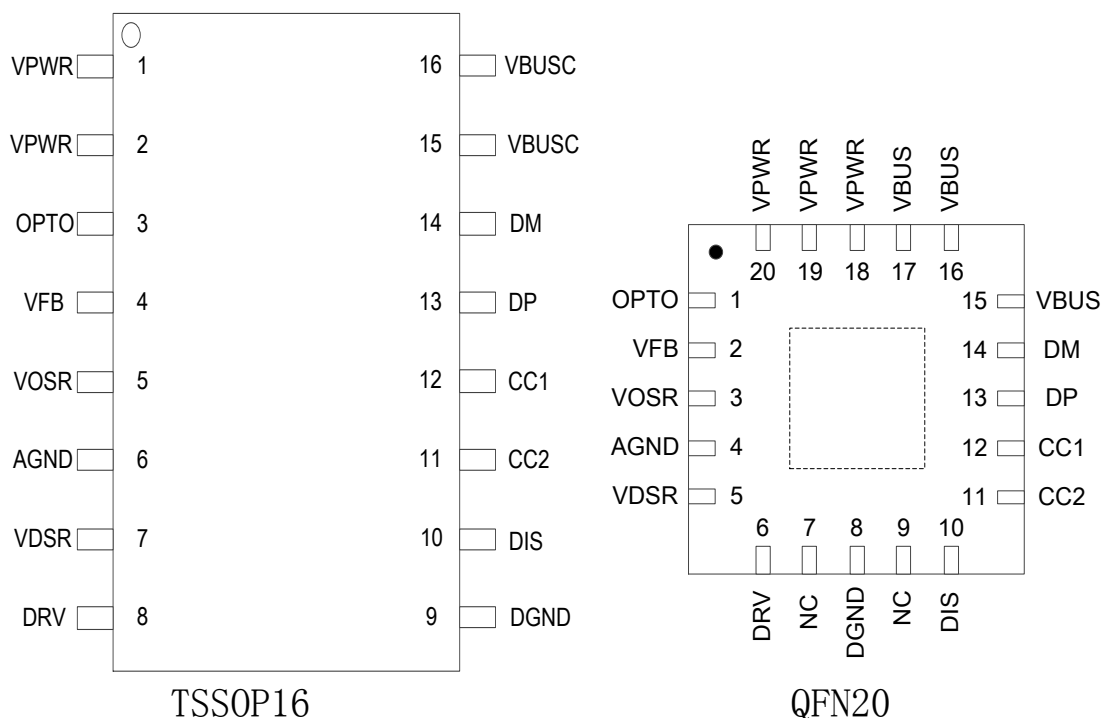 VPWR 1 16 VBUSC
VPWR 2 15 VBUSC
OPTO 3 14 DM
VFB 4 13 DP
VOSR 5 12 CC1
AGND 6 11 CC2
VDSR 7 10 DIS
DRV 8 9 DGND
TSSOP16
VPWR VPWR VPWR VBUS VBUS
20 19 18 17 16
OPTO 1 15 VBUS
VFB 2 14 DM
VOSR 3 13 DP
AGND 4 12 CC1
VDSR 5 11 CC2
6 7 8 9 10
DRV NC DGND NC DIS
QFN20